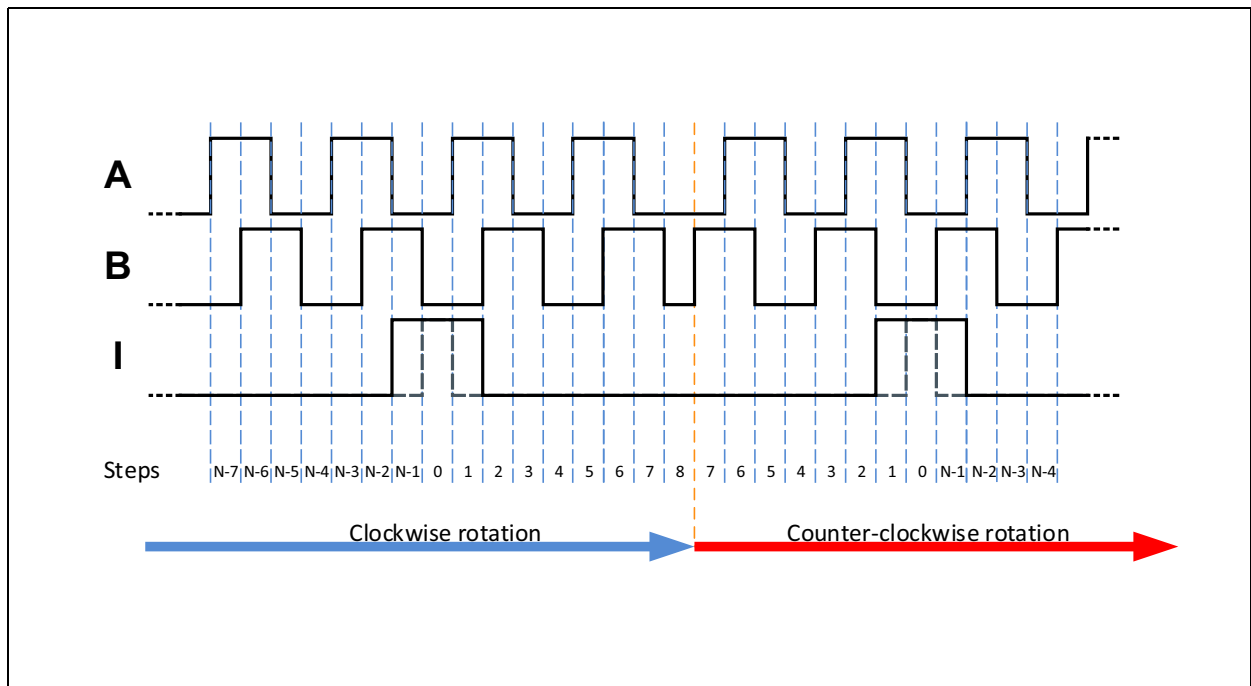 A
B
I
Steps N-7 N-6 N-5 N-4 N-3 N-2 N-1 0 1 2 3 4 5 6 7 8 7 6 5 4 3 2 1 0 N-1 N-2 N-3 N-4
Clockwise rotation Counter-clockwise rotation